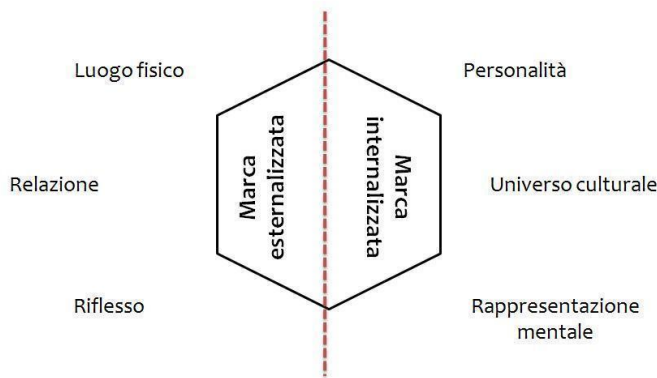 Luogo fisico
Personalità
Marca
esternalizzata
Marca
internalizzata
Relazione
Universo culturale
Riflesso
Rappresentazione
mentale